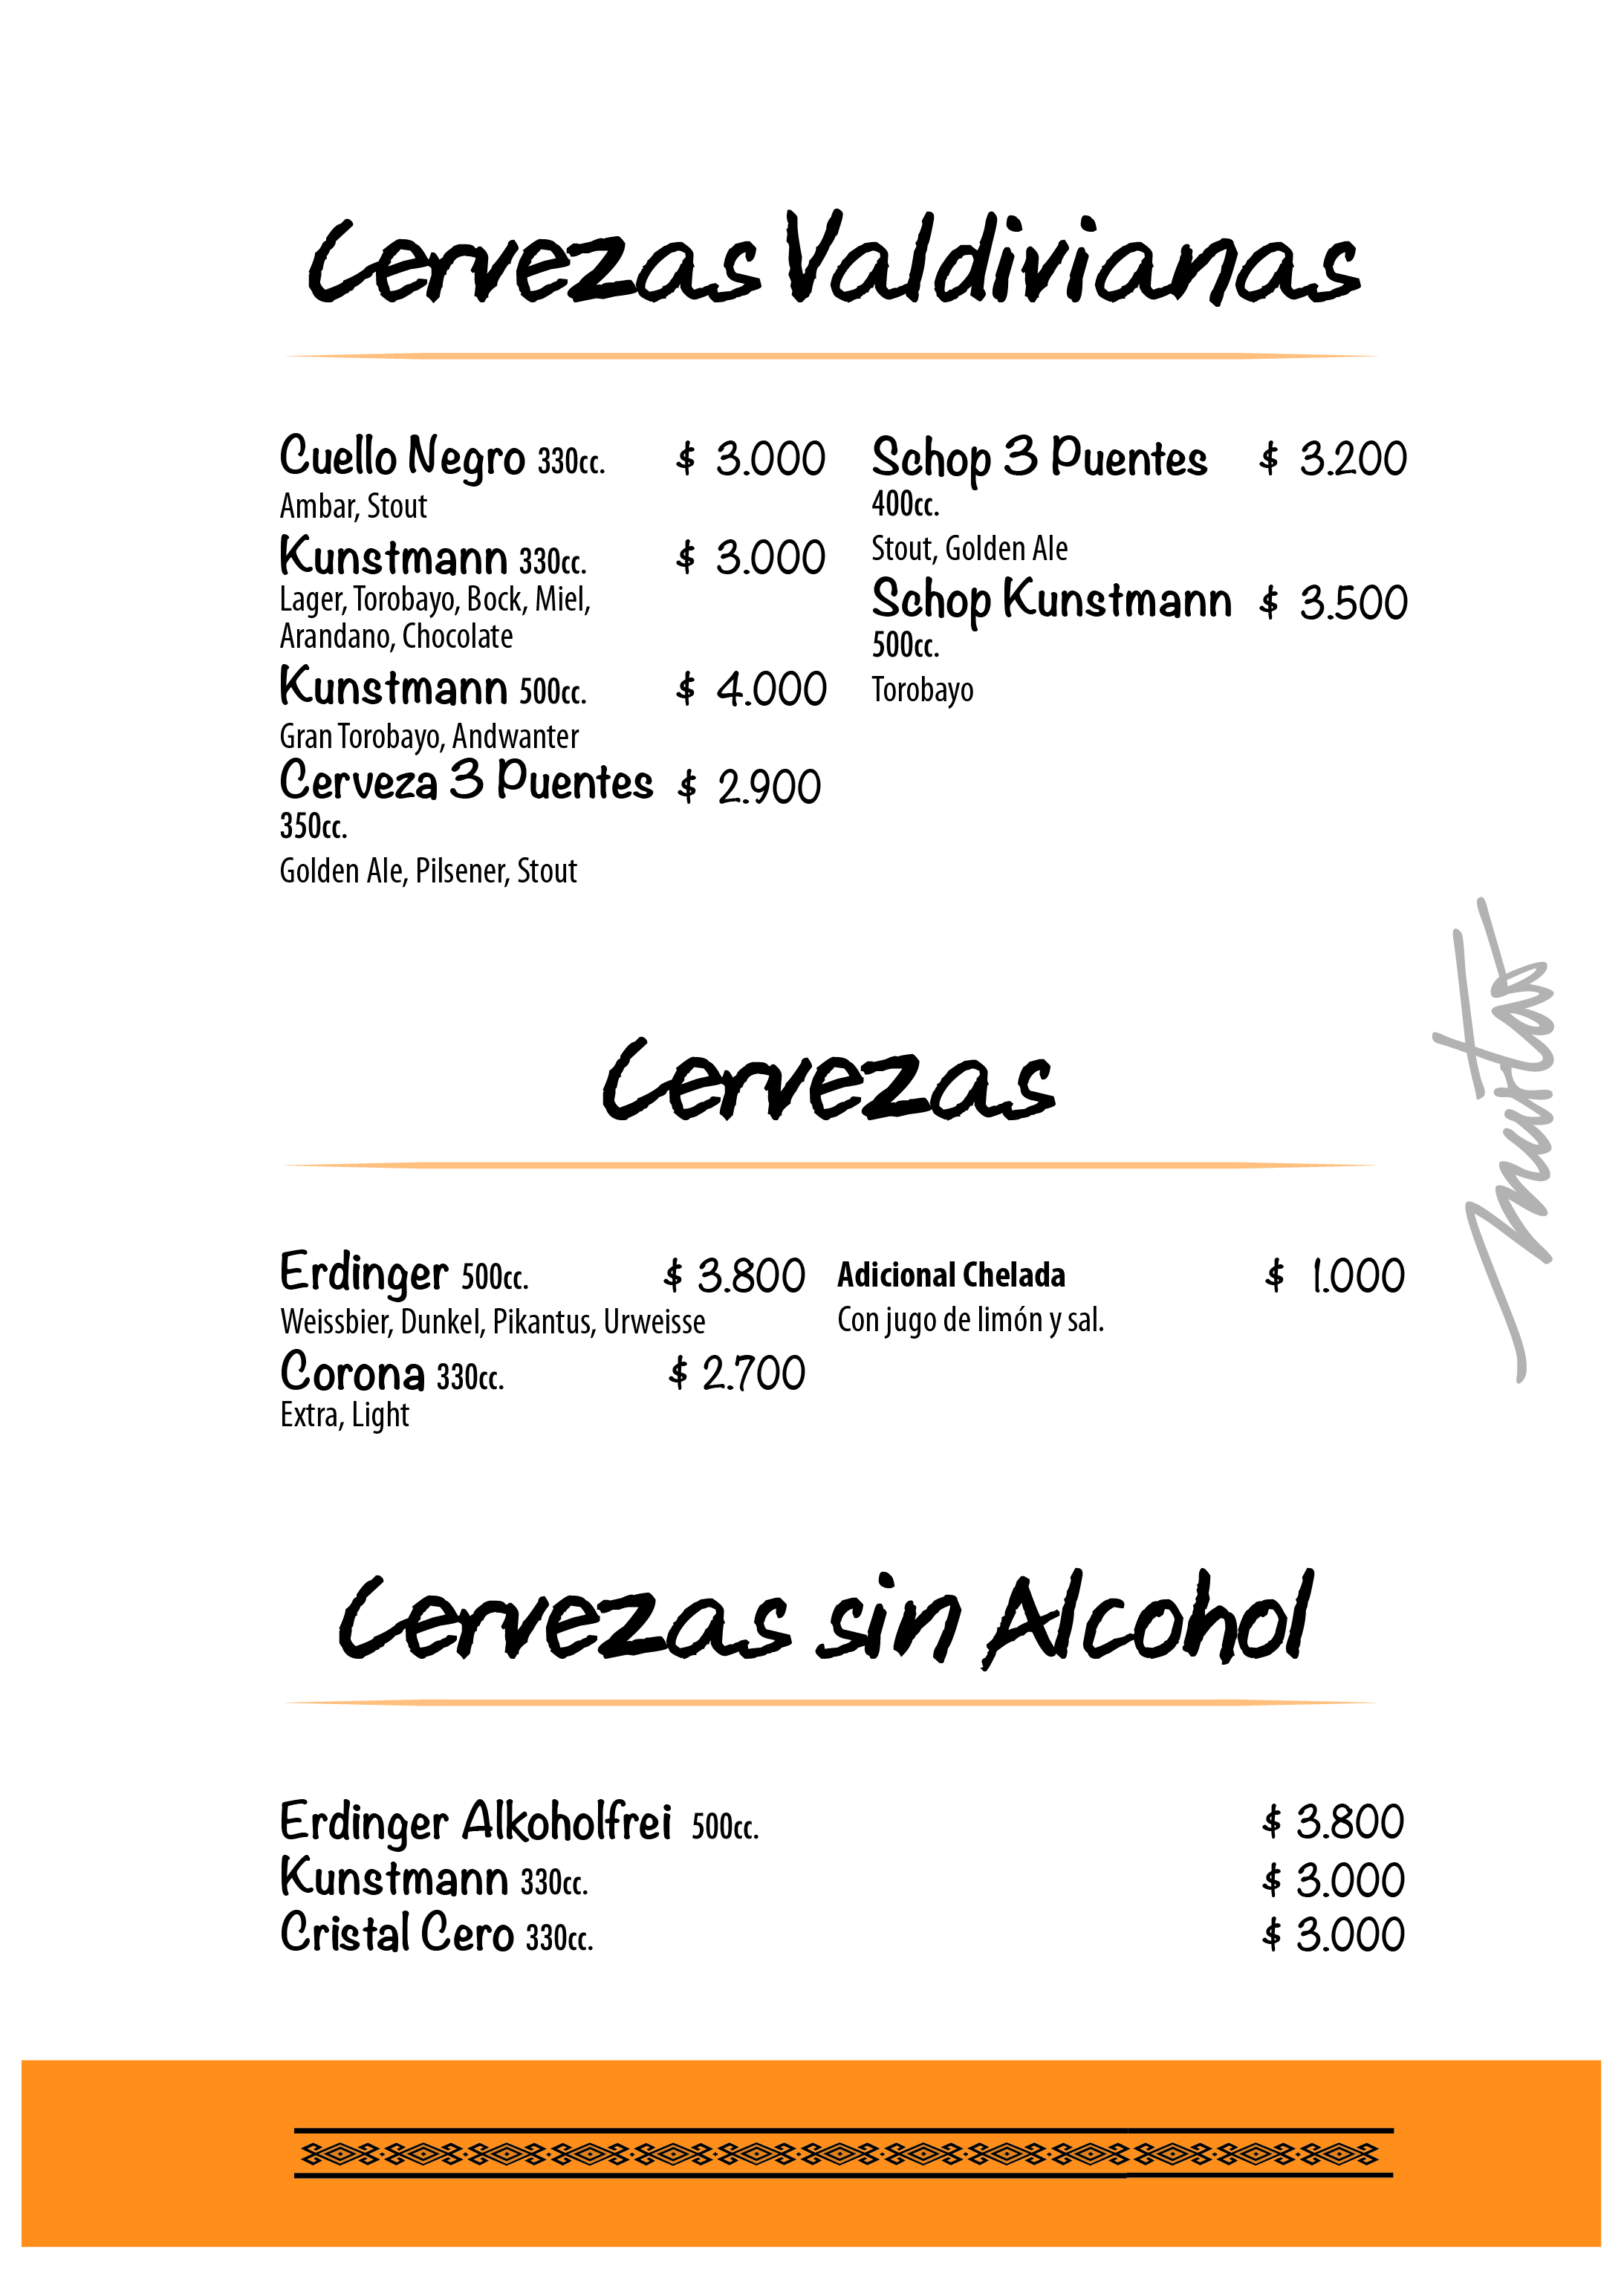 Cervezas Valdivianas
Cuello Negro 330cc. $ 3.000
Ambar, Stout
Kunstmann 330cc. $ 3.000
Lager, Torobayo, Bock, Miel,
Arandano, Chocolate
Kunstmann 500cc. $ 4.000
Gran Torobayo, Andwanter
Cerveza 3 Puentes $ 2.900
350cc.
Golden Ale, Pilsener, Stout
Schop 3 Puentes $ 3.200
400cc.
Stout, Golden Ale
Schop Kunstmann $ 3.500
500cc.
Torobayo
murtao
Cervezas
Erdinger 500cc. $ 3.800
Weissbier, Dunkel, Pikantus, Urweisse
Corona 330cc. $ 2.700
Extra, Light
Adicional Chelada $ 1.000
Con jugo de limón y sal.
Cervezas sin Alcohol
Erdinger Alkoholfrei 500cc. $ 3.800
Kunstmann 330cc. $ 3.000
Cristal Cero 330cc. $ 3.000